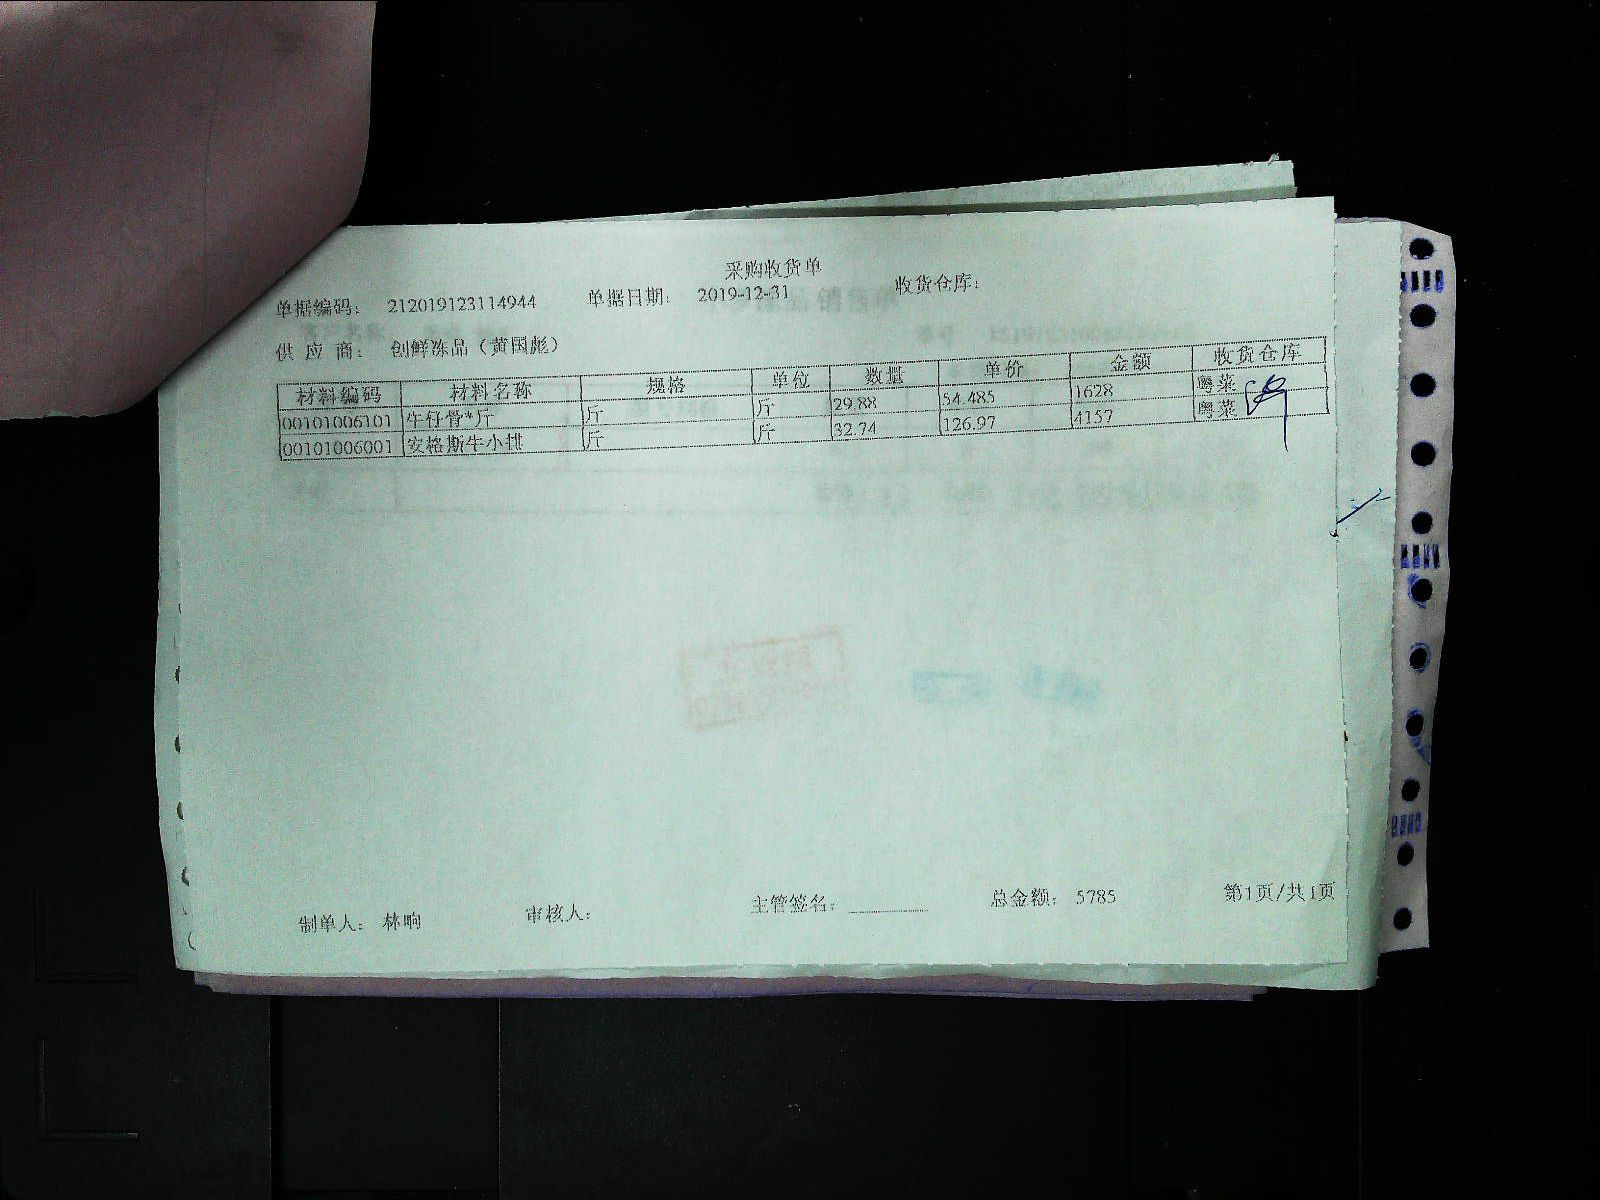 采购收货单
单据编码: 212019123114944 单据日期: 2019-12-31 收货仓库:
供 应 商: 创鲜冻品（黄国彪）
材料编码 材料名称 规格 单位 数量 单价 金额 收货仓库
00101006101 牛仔骨*斤 斤 斤 29.88 54.485 1628 粤菜
00101006001 安格斯牛小排 斤 斤 32.74 126.97 4157 粤菜
制单人: 林晌 审核人: 主管签名: 总金额: 5785 第1页/共1页